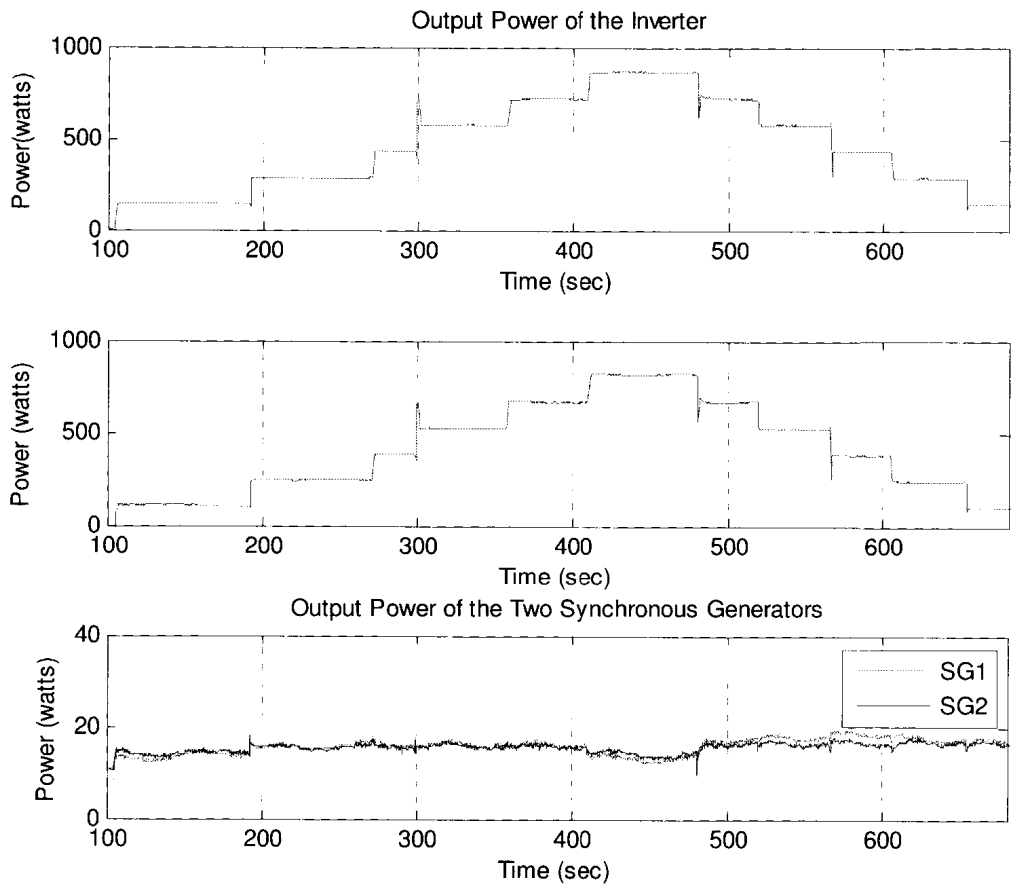 Output Power of the Inverter
Power(watts)
1000
500
0
100 200 300 400 500 600
Time (sec)
Power (watts)
1000
500
0
100 200 300 400 500 600
Time (sec)
Output Power of the Two Synchronous Generators
Power (watts)
40
20
0
SG1
SG2
100 200 300 400 500 600
Time (sec)